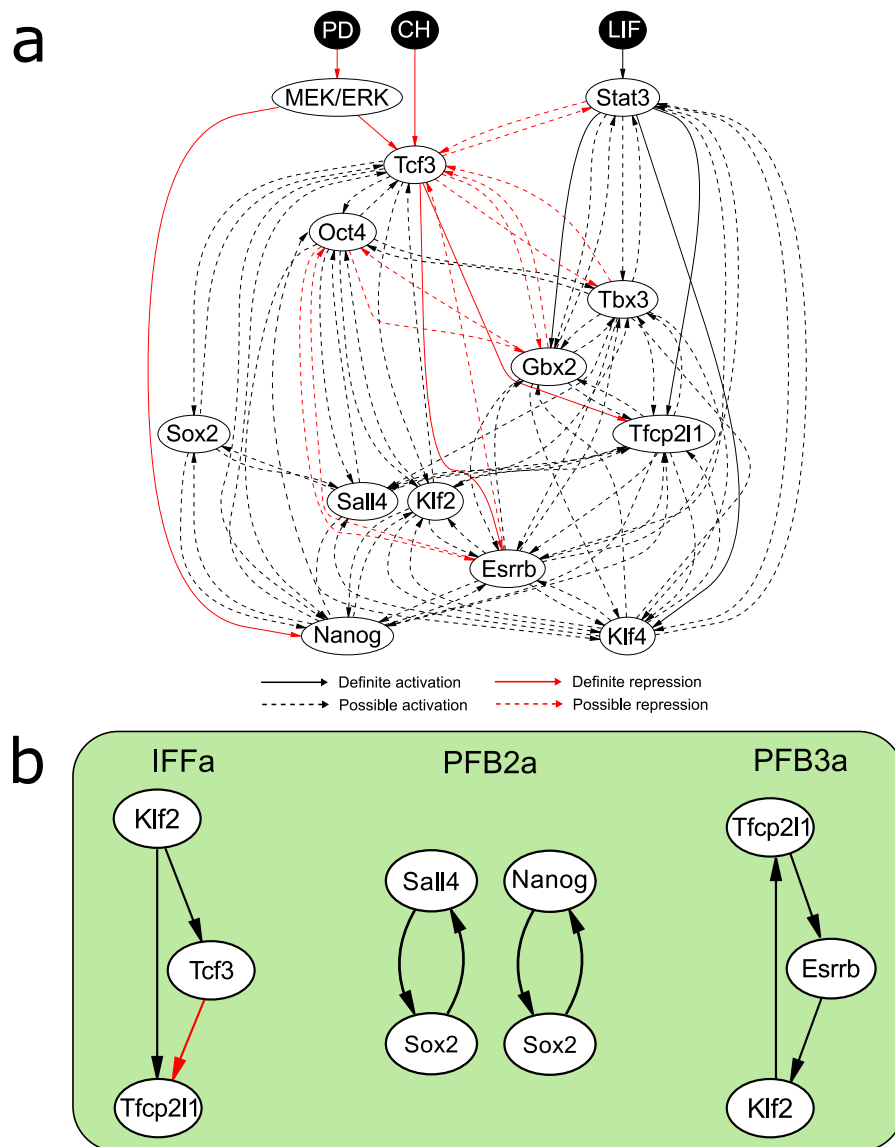 a
PD CH LIF
MEK/ERK Stat3
Tcf3
Oct4
Tbx3
Gbx2
Sox2 Tfcp2l1
Sall4 Klf2
Esrrb
Nanog Klf4
Definite activation Definite repression
Possible activation Possible repression
b
IFFa PFB2a PFB3a
Klf2 Tfcp2l1
Sall4 Nanog
Tcf3 Esrrb
Sox2 Sox2
Tfcp2l1 Klf2